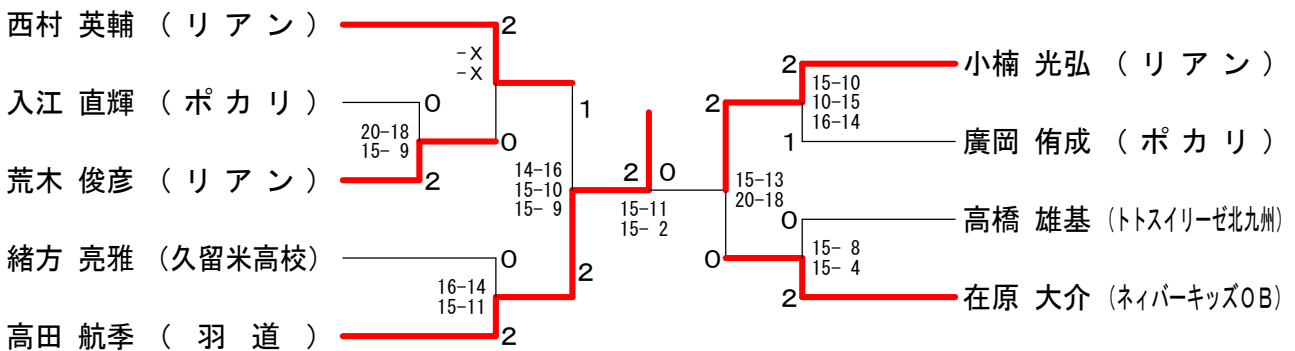 西村 英輔 (リアン)
2
-X
-X
入江 直輝 (ポカリ)
0
20-18
15- 9
0
荒木 俊彦 (リアン)
2
1
14-16
15-10
15- 9
緒方 亮雅 (久留米高校)
0
16-14
15-11
2
高田 航季 (羽道)
2
2 0
15-11
15- 2
小楠 光弘 (リアン)
2
15-10
10-15
16-14
2
廣岡 侑成 (ポカリ)
1
15-13
20-18
高橋 雄基 (トトスイリーゼ北九州)
0
15- 8
15- 4
0
在原 大介 (ネィバーキッズOB)
2